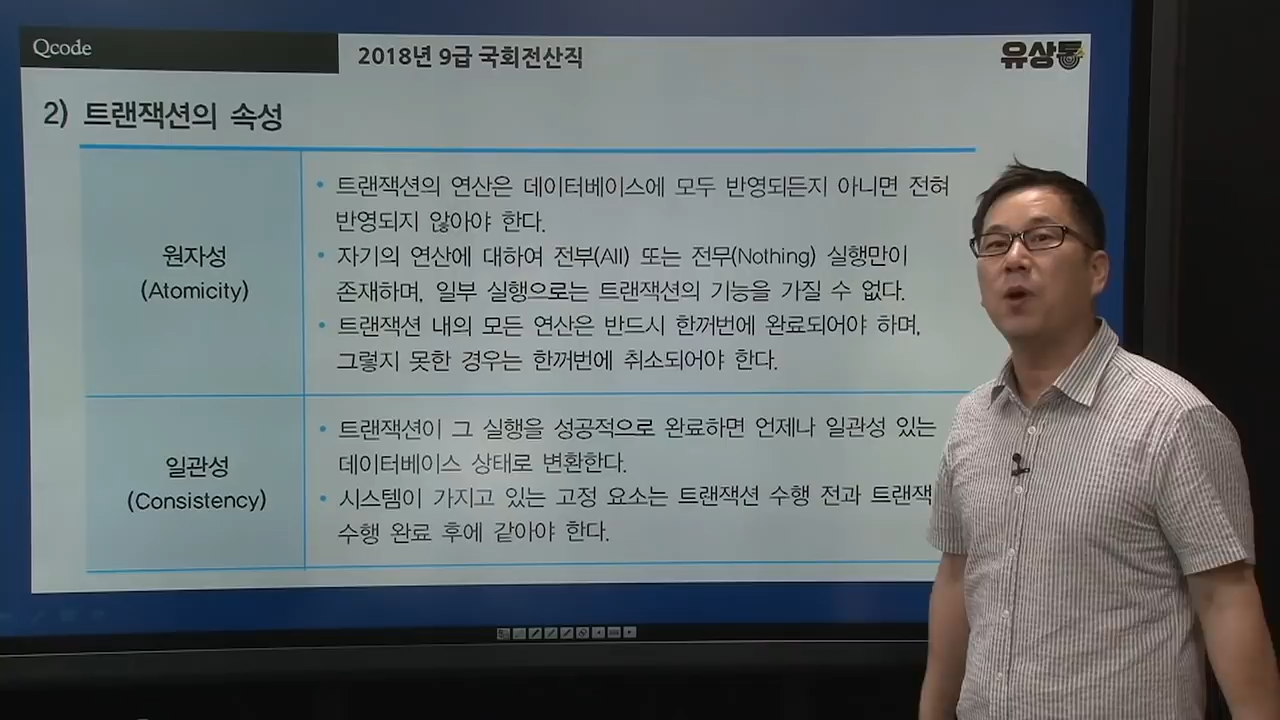 Qcode
2018년 9급 국회전산직
유상통
2) 트랜잭션의 속성
원자성
(Atomicity)
• 트랜잭션의 연산은 데이터베이스에 모두 반영되든지 아니면 전혀
반영되지 않아야 한다.
• 자기의 연산에 대하여 전부(All) 또는 전무(Nothing) 실행만이
존재하며, 일부 실행으로는 트랜잭션의 기능을 가질 수 없다.
• 트랜잭션 내의 모든 연산은 반드시 한꺼번에 완료되어야 하며,
그렇지 못한 경우는 한꺼번에 취소되어야 한다.
일관성
(Consistency)
• 트랜잭션이 그 실행을 성공적으로 완료하면 언제나 일관성 있는
데이터베이스 상태로 변환한다.
• 시스템이 가지고 있는 고정 요소는 트랜잭션 수행 전과 트랜잭
수행 완료 후에 같아야 한다.